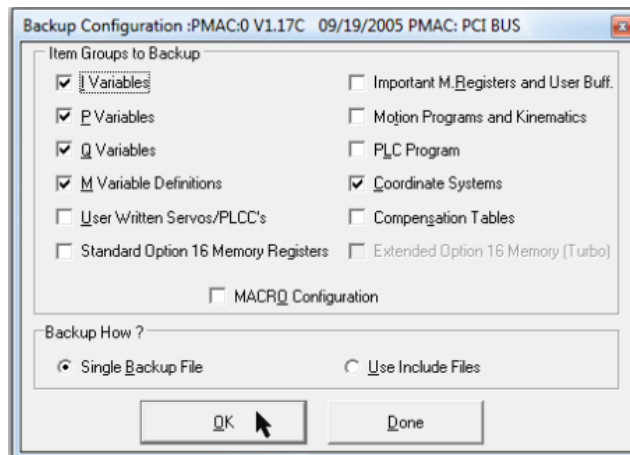 Backup Configuration :PMAC:0 V1.17C 09/19/2005 PMAC: PCI BUS
Item Groups to Backup
I Variables
Important M.Registers and User Buff.
P Variables
Motion Programs and Kinematics
Q Variables
PLC Program
M Variable Definitions
Coordinate Systems
User Written Servos/PLCC's
Compensation Tables
Standard Option 16 Memory Registers
Extended Option 16 Memory (Turbo)
MACRO Configuration
Backup How ?
Single Backup File
Use Include Files
OK
Done